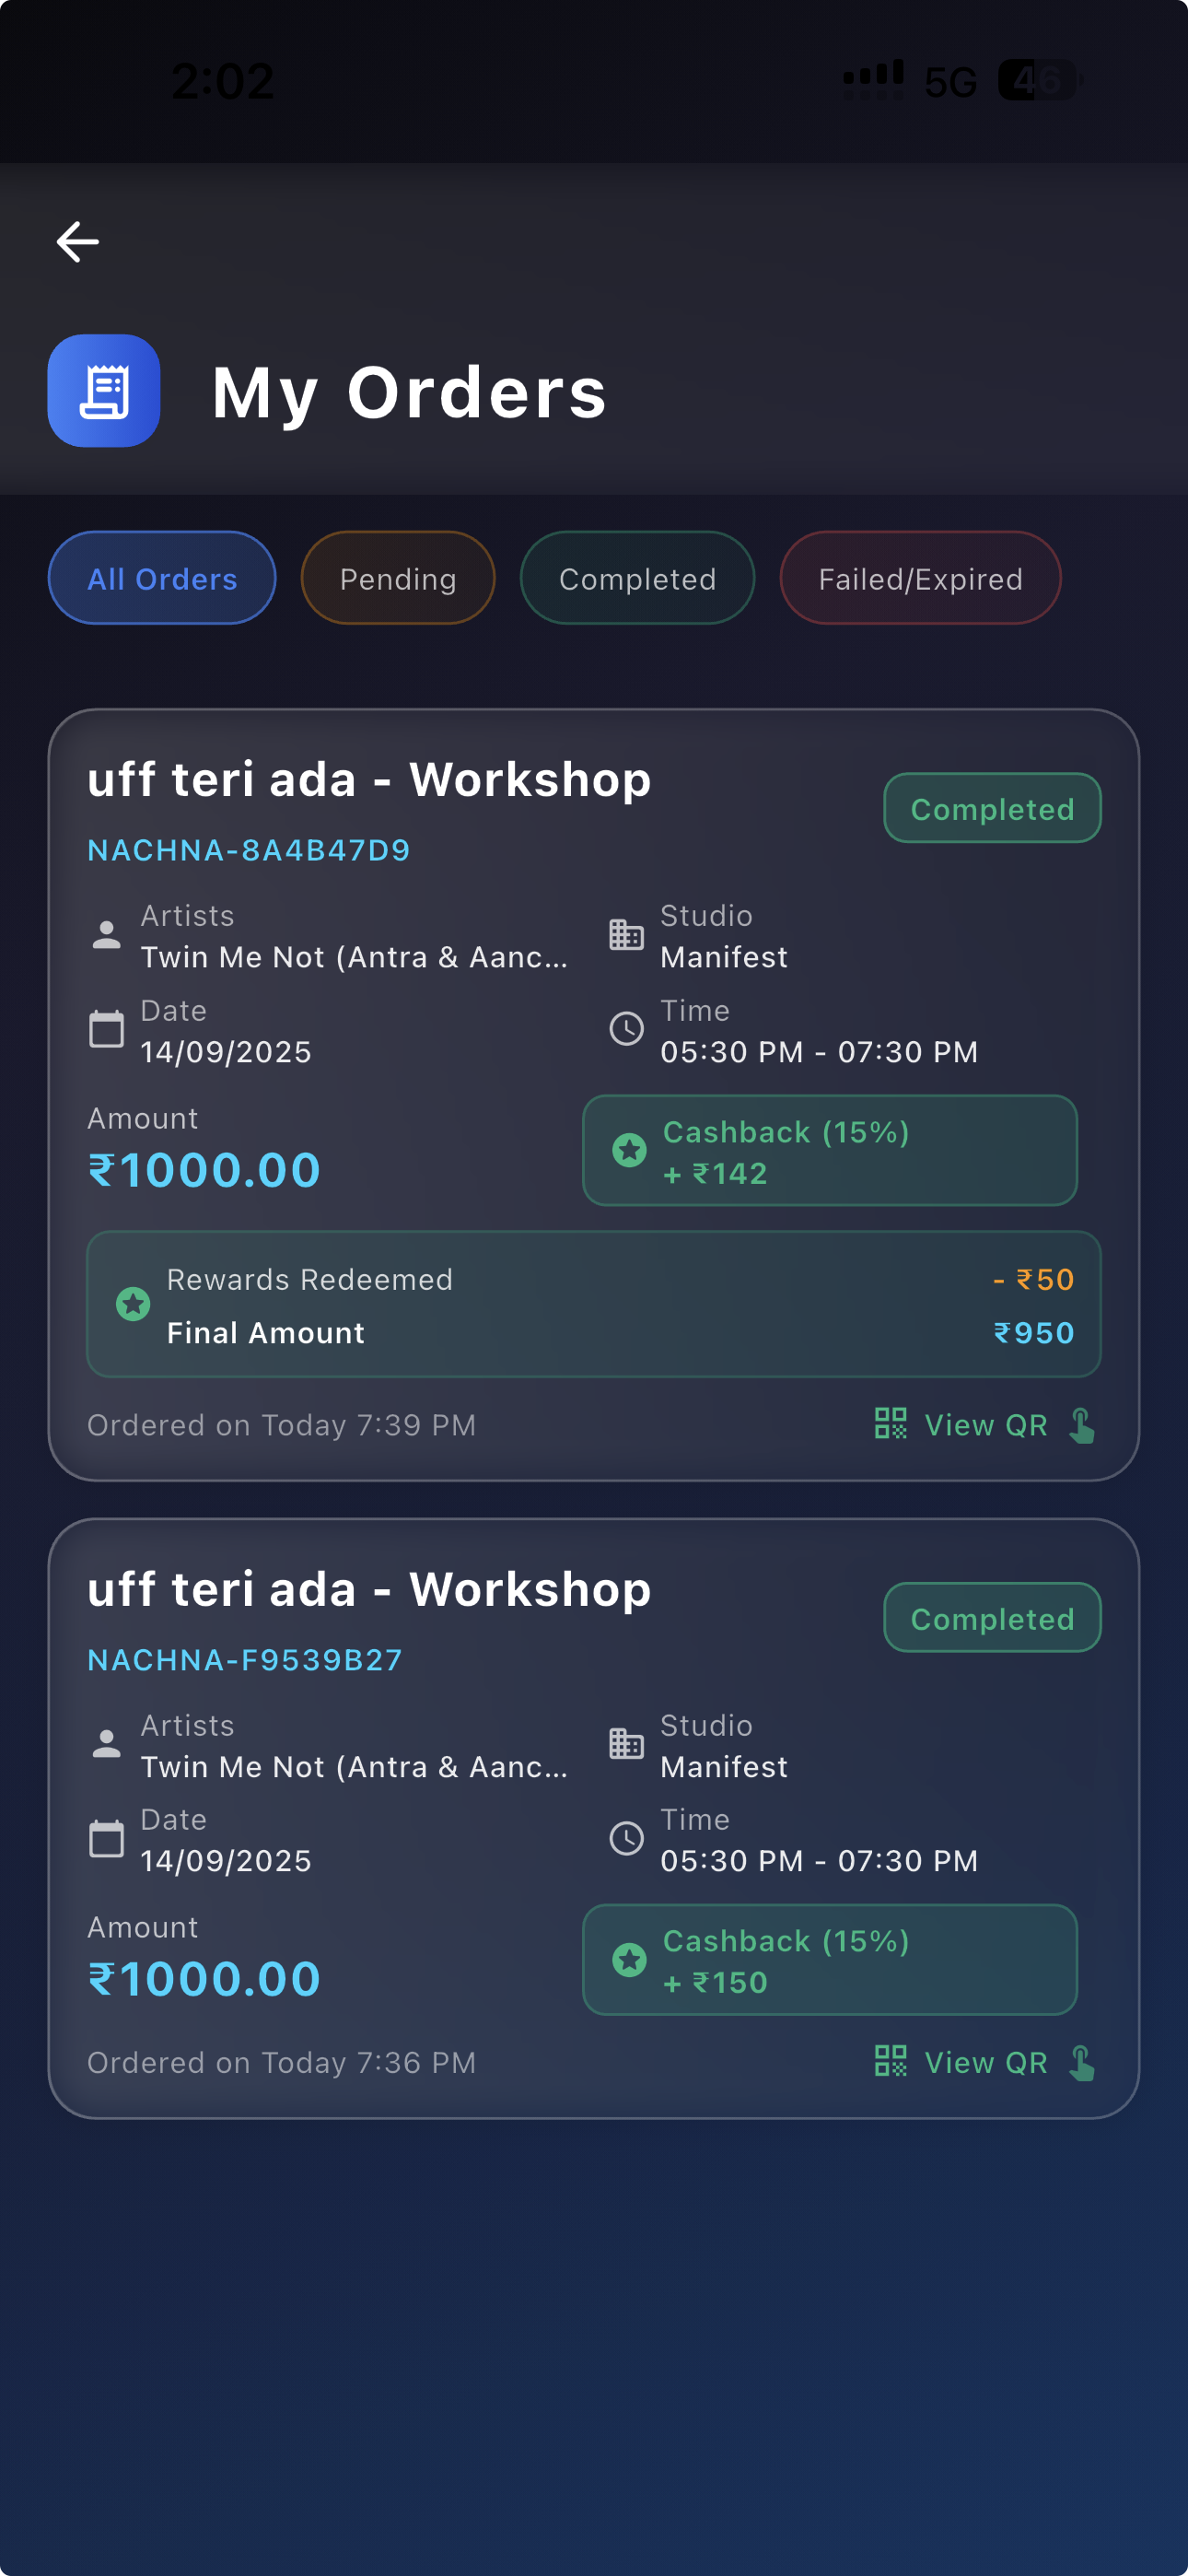 2:02 5G 46
My Orders
All Orders Pending Completed Failed/Expired
uff teri ada - Workshop
Completed
NACHNA-8A4B47D9
Artists Studio
Twin Me Not (Antra & Aanc... Manifest
Date Time
14/09/2025 05:30 PM - 07:30 PM
Amount Cashback (15%)
₹1000.00 + ₹142
Rewards Redeemed - ₹50
Final Amount ₹950
Ordered on Today 7:39 PM View QR
uff teri ada - Workshop
Completed
NACHNA-F9539B27
Artists Studio
Twin Me Not (Antra & Aanc... Manifest
Date Time
14/09/2025 05:30 PM - 07:30 PM
Amount Cashback (15%)
₹1000.00 + ₹150
Ordered on Today 7:36 PM View QR